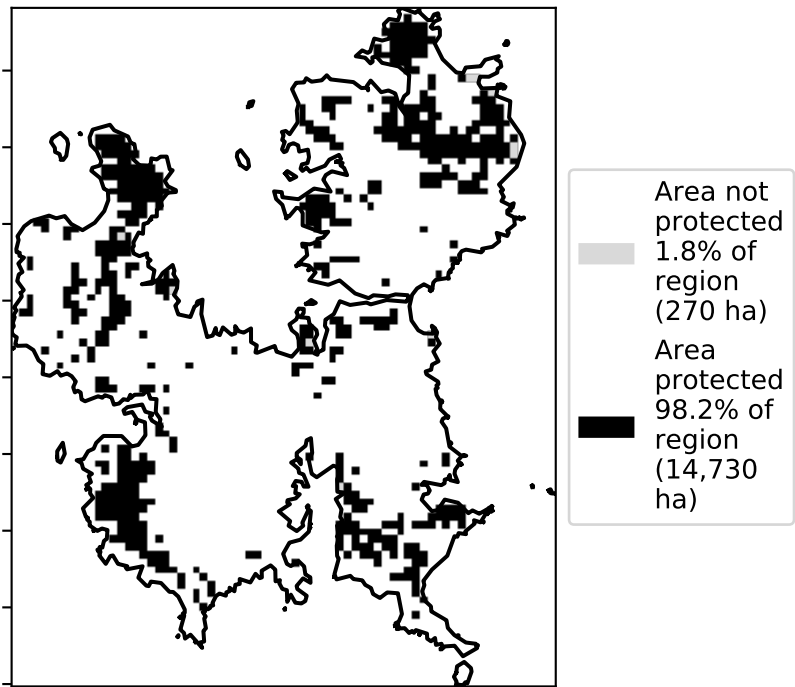 Area not
protected
1.8% of
region
(270 ha)
Area
protected
98.2% of
region
(14,730
ha)